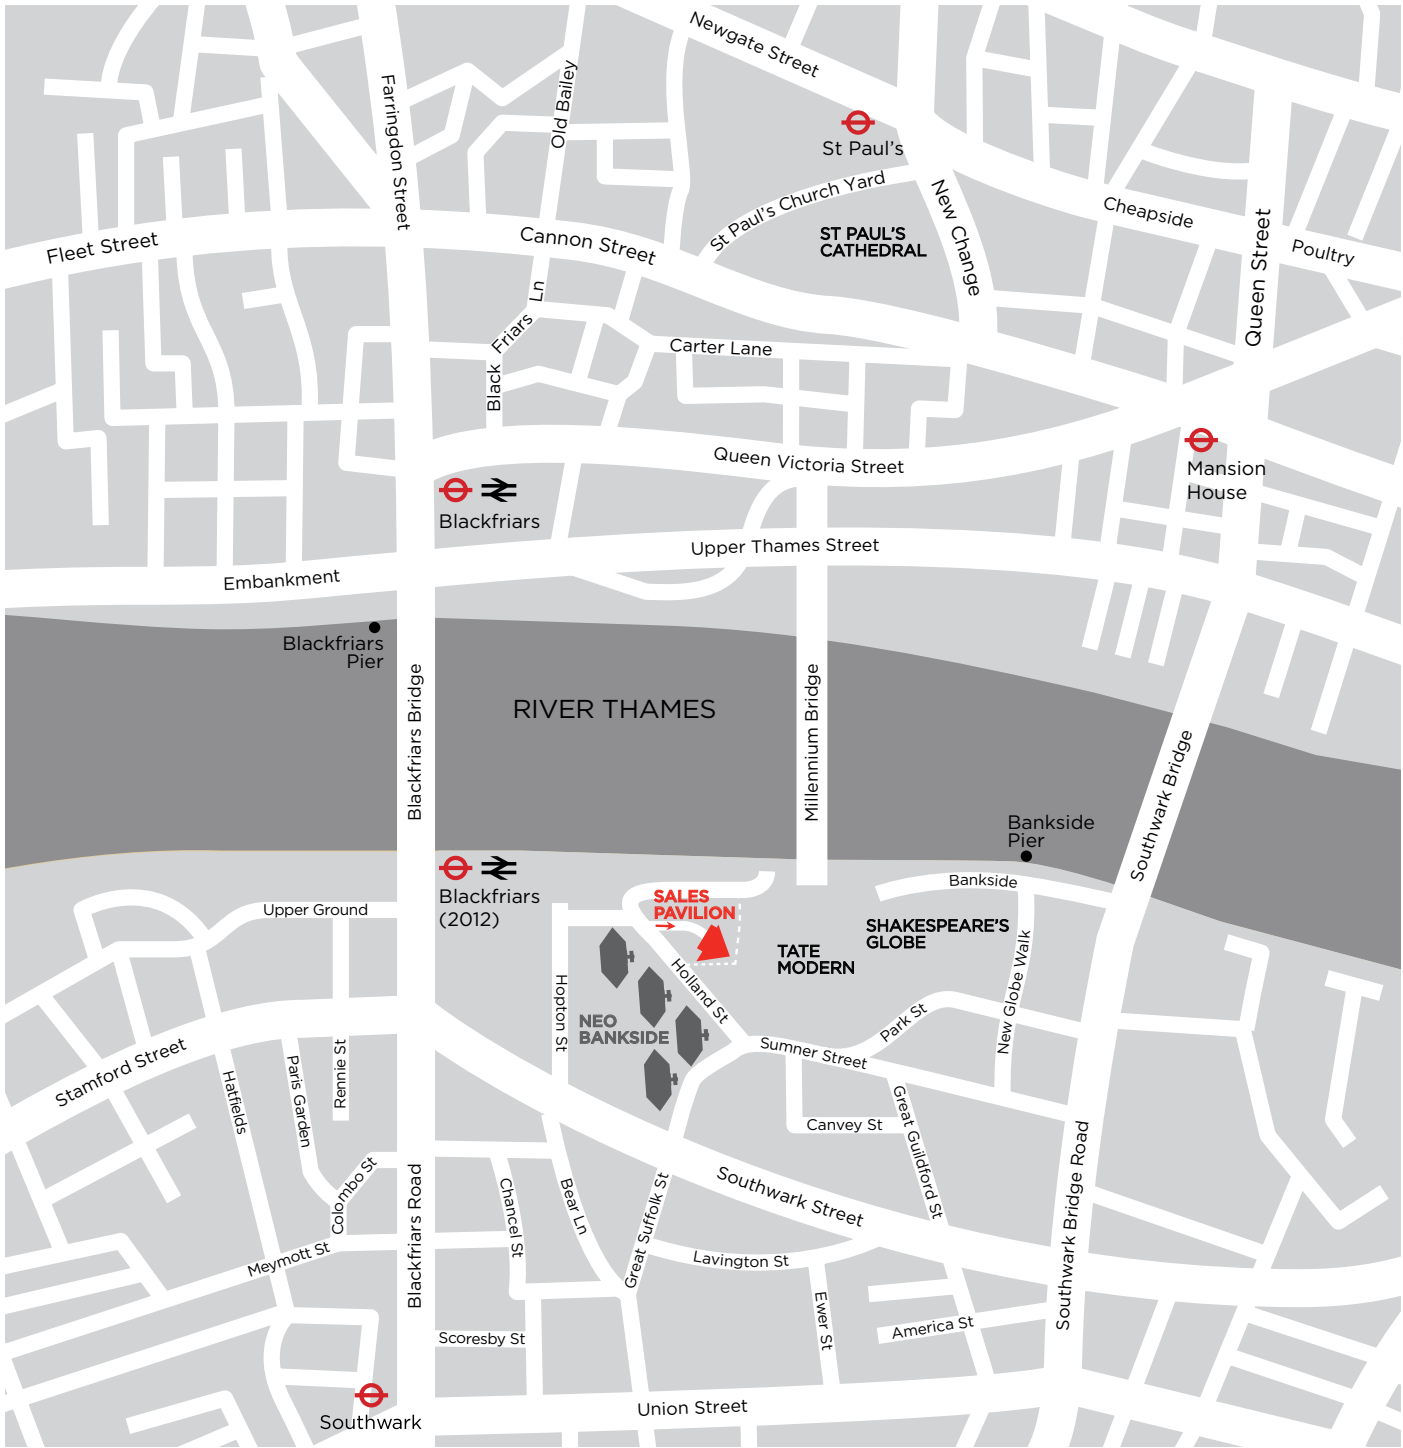 Newgate Street
Farringdon Street
Old Bailey
St Paul's
St Paul's Church Yard
New Change
Cheapside
Queen Street
Poultry
Fleet Street
Cannon Street
ST PAUL'S
CATHEDRAL
Black Friars Ln
Carter Lane
Queen Victoria Street
Mansion
House
Blackfriars
Upper Thames Street
Embankment
Blackfriars
Pier
Blackfriars Bridge
RIVER THAMES
Millennium Bridge
Southwark Bridge
Bankside
Pier
Blackfriars
(2012)
Bankside
SALES
PAVILION
Upper Ground
SHAKESPEARE'S
GLOBE
TATE
MODERN
Hopton St
Holland St
New Globe Walk
NEO
BANKSIDE
Park St
Sumner Street
Stamford Street
Hatfields
Paris Garden
Rennie St
Great Guildford St
Canvey St
Colombo St
Blackfriars Road
Chancel St
Bear Ln
Great Suffolk St
Southwark Street
Southwark Bridge Road
Meymott St
Lavington St
Ewer St
America St
Scoresby St
Union Street
Southwark